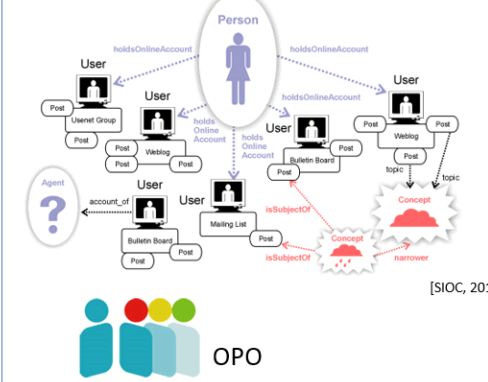 Person
holdsOnlineAccount
holdsOnlineAccount
User
User
Post
Usenet Group
Post
User
holds
Online
Account
holdsOnlineAccount
Post
Weblog
Post
Post
holds
Online
Account
User
Post
Bulletin Board
Post
Post
Weblog
Post
Post
topic
topic
Agent
?
account_of
User
Bulletin Board
Post
Post
User
Mailing List
Post
isSubjectOf
isSubjectOf
Concept
narrower
Concept
[SIOC, 201
OPO